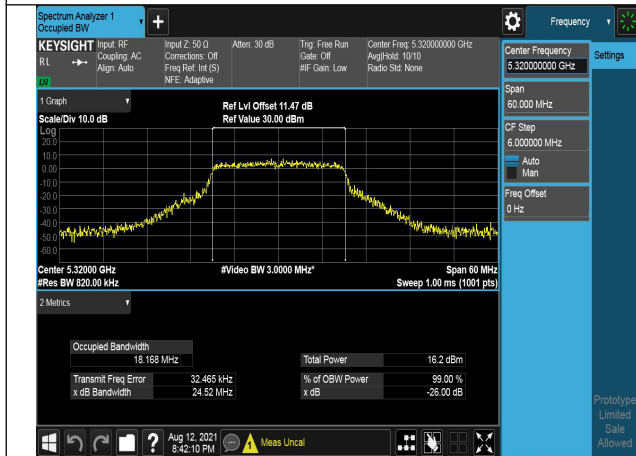 Spectrum Analyzer 1
Occupied BW
+
Frequency
KEYSIGHT
RL
LXI
Input: RF
Coupling: AC
Align: Auto
Input Z: 50 Ω
Corrections: Off
Freq Ref: Int (S)
NFE: Adaptive
Atten: 30 dB
Trig: Free Run
Gate: Off
#IF Gain: Low
Center Freq: 5.320000000 GHz
Avg|Hold: 10/10
Radio Std: None
Center Frequency
5.320000000 GHz
Settings
Span
60.000 MHz
CF Step
6.000000 MHz
Auto
Man
Freq Offset
0 Hz
1 Graph
Scale/Div 10.0 dB
Ref Lvl Offset 11.47 dB
Ref Value 30.00 dBm
Log
20.0
10.0
0.00
-10.0
-20.0
-30.0
-40.0
-50.0
-60.0
Center 5.32000 GHz
#Video BW 3.0000 MHz*
Span 60 MHz
#Res BW 820.00 kHz
Sweep 1.00 ms (1001 pts)
2 Metrics
Occupied Bandwidth
18.168 MHz
Total Power 16.2 dBm
Transmit Freq Error 32.465 kHz
% of OBW Power 99.00 %
x dB Bandwidth 24.52 MHz
x dB -26.00 dB
Prototype
Limited
Sale
Allowed
?
Aug 12, 2021
8:42:10 PM
Meas Uncal